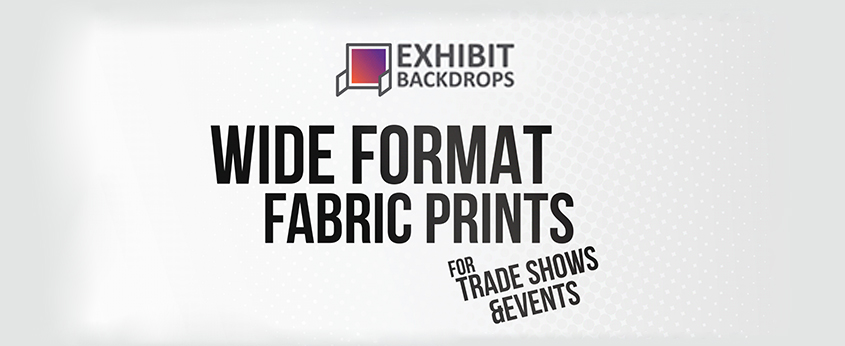 EXHIBIT
BACKDROPS
WIDE FORMAT
FABRIC PRINTS
FOR
TRADE SHOWS
&EVENTS